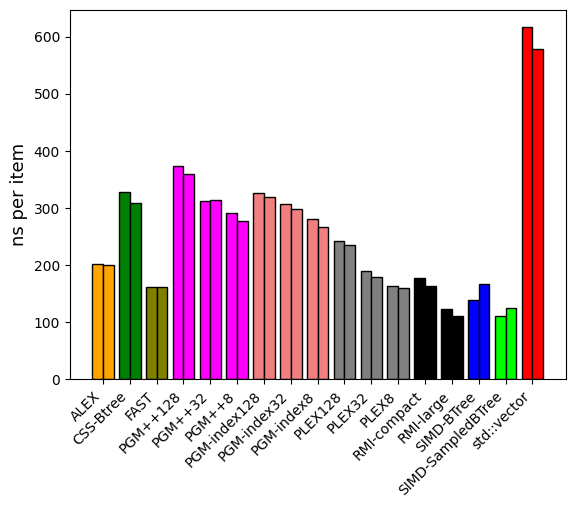 ns per item
600
500
400
300
200
100
0
ALEX
CSS-Btree
FAST
PGM++128
PGM++32
PGM++8
PGM-index128
PGM-index32
PGM-index8
PLEX128
PLEX32
PLEX8
RMI-compact
RMI-large
SIMD-BTree
SIMD-SampledBTree
std::vector